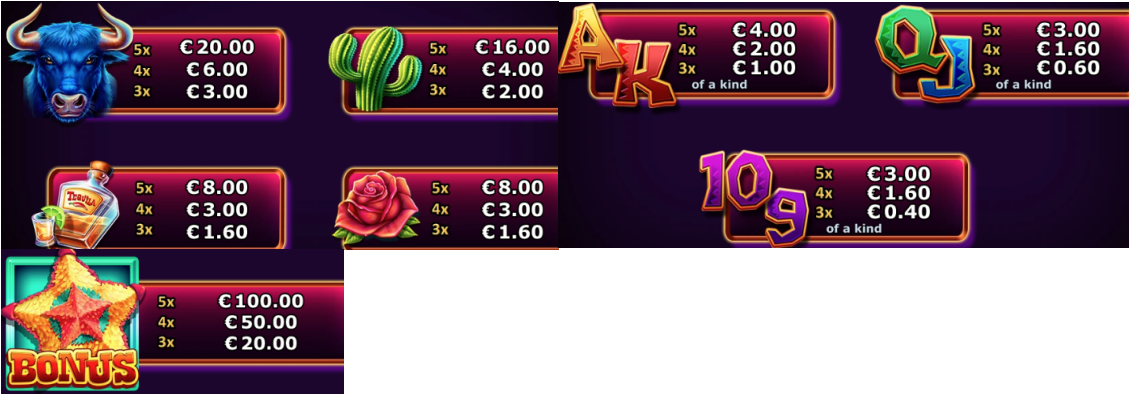 5x €20.00
4x €6.00
3x €3.00
5x €16.00
4x €4.00
3x €2.00
A K
5x €4.00
4x €2.00
3x €1.00
of a kind
Q J
5x €3.00
4x €1.60
3x €0.60
of a kind
TEQUILA
5x €8.00
4x €3.00
3x €1.60
5x €8.00
4x €3.00
3x €1.60
10 9
5x €3.00
4x €1.60
3x €0.40
of a kind
BONUS
5x €100.00
4x €50.00
3x €20.00